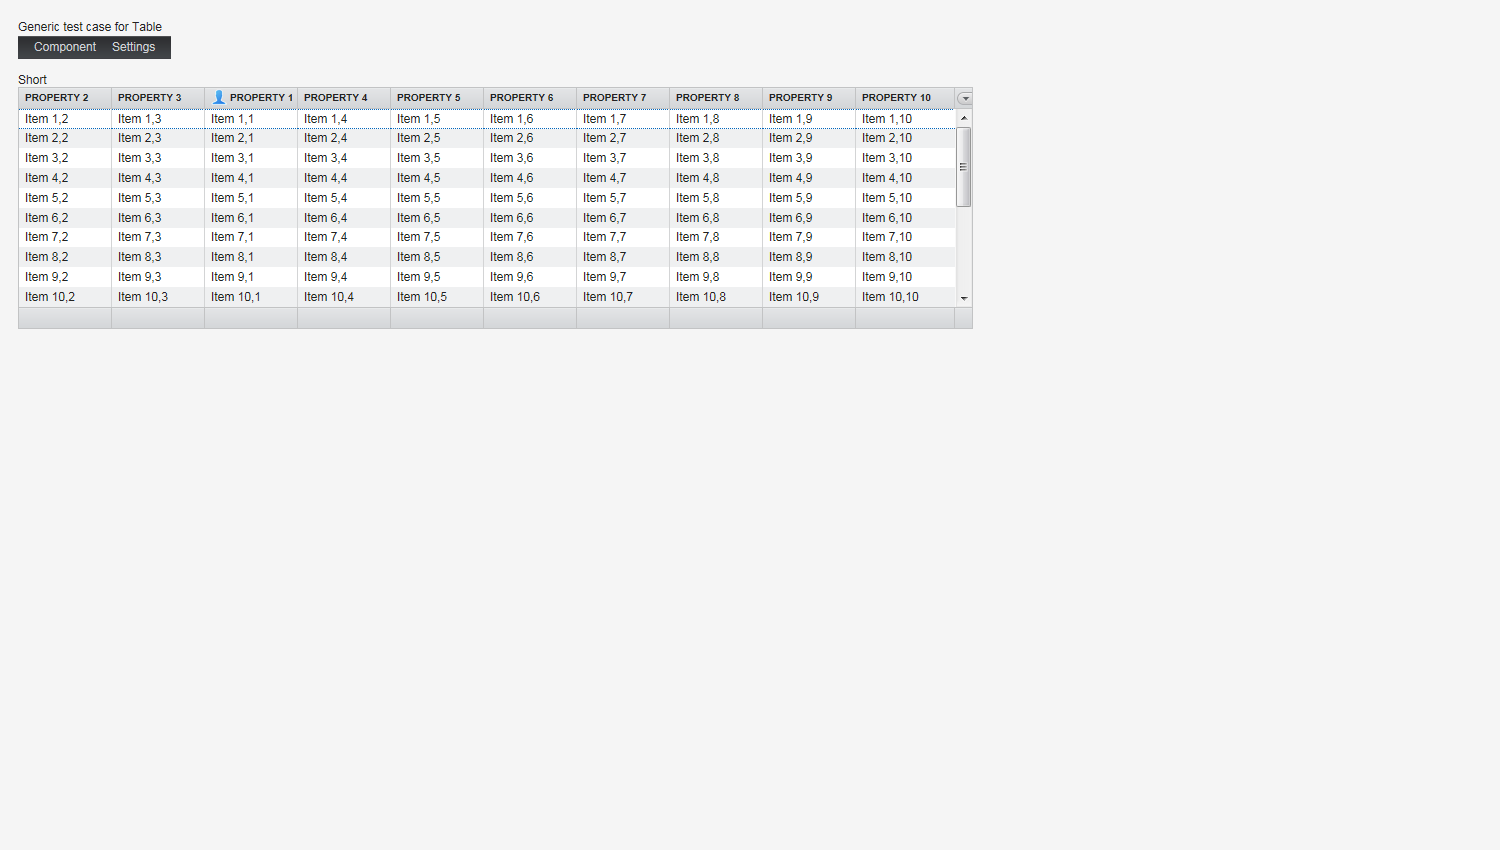 Generic test case for Table
Component Settings
Short
PROPERTY 2 PROPERTY 3 PROPERTY 1 PROPERTY 4 PROPERTY 5 PROPERTY 6 PROPERTY 7 PROPERTY 8 PROPERTY 9 PROPERTY 10
Item 1,2 Item 1,3 Item 1,1 Item 1,4 Item 1,5 Item 1,6 Item 1,7 Item 1,8 Item 1,9 Item 1,10
Item 2,2 Item 2,3 Item 2,1 Item 2,4 Item 2,5 Item 2,6 Item 2,7 Item 2,8 Item 2,9 Item 2,10
Item 3,2 Item 3,3 Item 3,1 Item 3,4 Item 3,5 Item 3,6 Item 3,7 Item 3,8 Item 3,9 Item 3,10
Item 4,2 Item 4,3 Item 4,1 Item 4,4 Item 4,5 Item 4,6 Item 4,7 Item 4,8 Item 4,9 Item 4,10
Item 5,2 Item 5,3 Item 5,1 Item 5,4 Item 5,5 Item 5,6 Item 5,7 Item 5,8 Item 5,9 Item 5,10
Item 6,2 Item 6,3 Item 6,1 Item 6,4 Item 6,5 Item 6,6 Item 6,7 Item 6,8 Item 6,9 Item 6,10
Item 7,2 Item 7,3 Item 7,1 Item 7,4 Item 7,5 Item 7,6 Item 7,7 Item 7,8 Item 7,9 Item 7,10
Item 8,2 Item 8,3 Item 8,1 Item 8,4 Item 8,5 Item 8,6 Item 8,7 Item 8,8 Item 8,9 Item 8,10
Item 9,2 Item 9,3 Item 9,1 Item 9,4 Item 9,5 Item 9,6 Item 9,7 Item 9,8 Item 9,9 Item 9,10
Item 10,2 Item 10,3 Item 10,1 Item 10,4 Item 10,5 Item 10,6 Item 10,7 Item 10,8 Item 10,9 Item 10,10